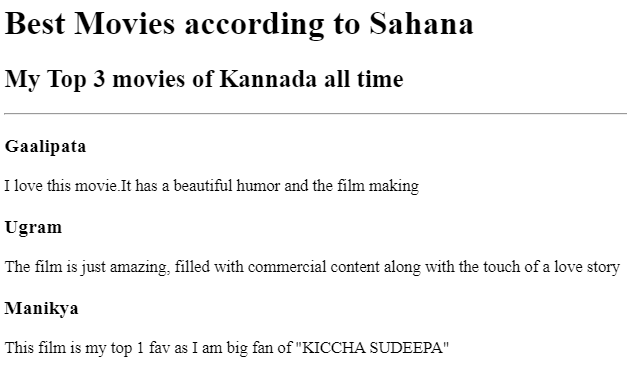 Best Movies according to Sahana
My Top 3 movies of Kannada all time
Gaalipata
I love this movie.It has a beautiful humor and the film making
Ugram
The film is just amazing, filled with commercial content along with the touch of a love story
Manikya
This film is my top 1 fav as I am big fan of "KICCHA SUDEEPA"